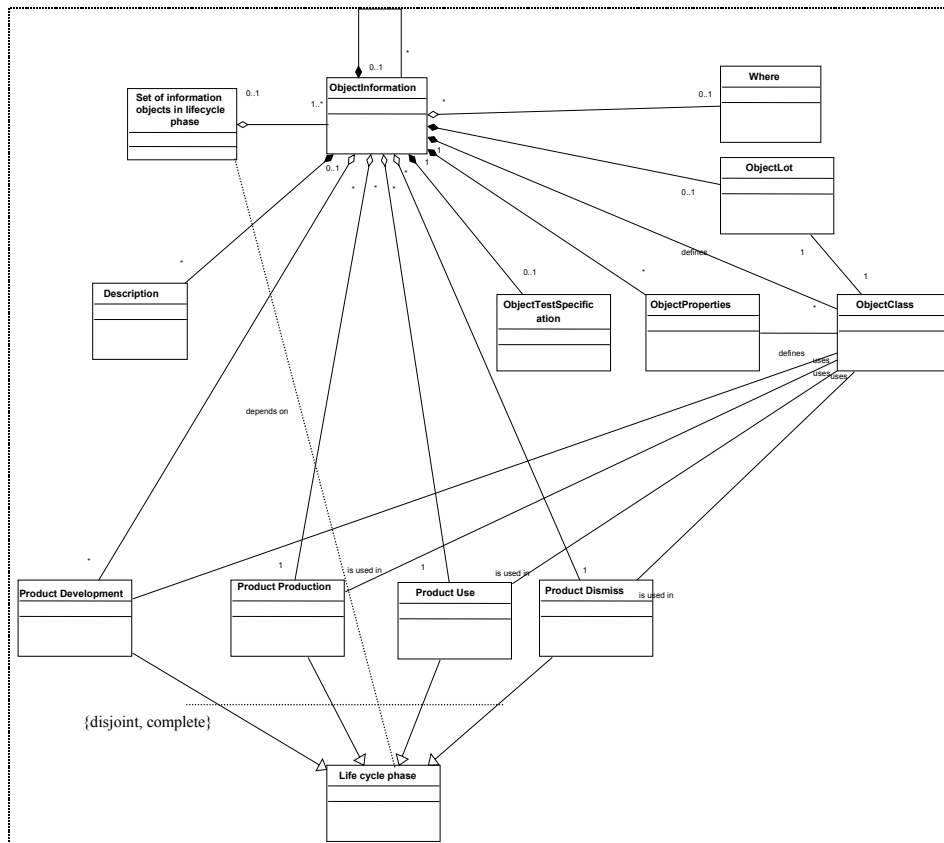 0..1
*
ObjectInformation
Where
Set of information
objects in lifecycle
phase
0..1
1..*
*
0..1
ObjectLot
1
1
0..1
*
*
*
*
0..1
1
1
defines
*
*
0..1
*
Description
ObjectTestSpecific
ation
ObjectProperties
ObjectClass
defines
uses
uses
uses
depends on
*
1
is used in
1
is used in
1
is used in
Product Development
Product Production
Product Use
Product Dismiss
{disjoint, complete}
Life cycle phase